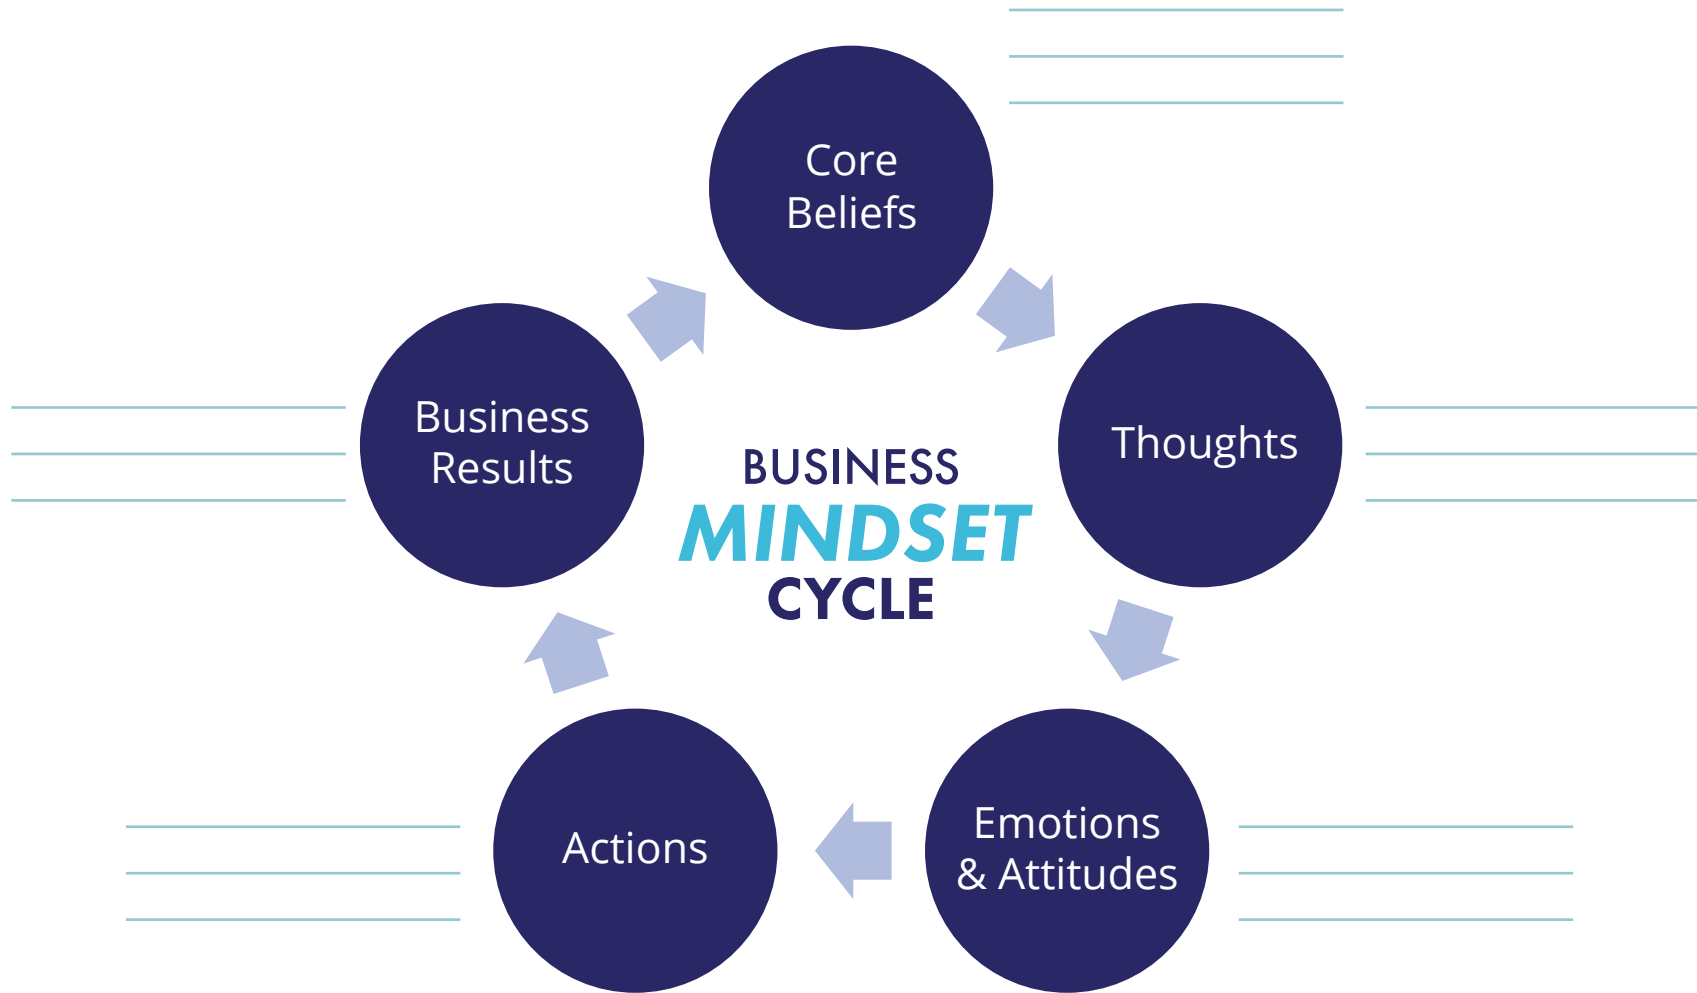 Core
Beliefs
Thoughts
Emotions
& Attitudes
Actions
Business
Results
BUSINESS
MINDSET
CYCLE